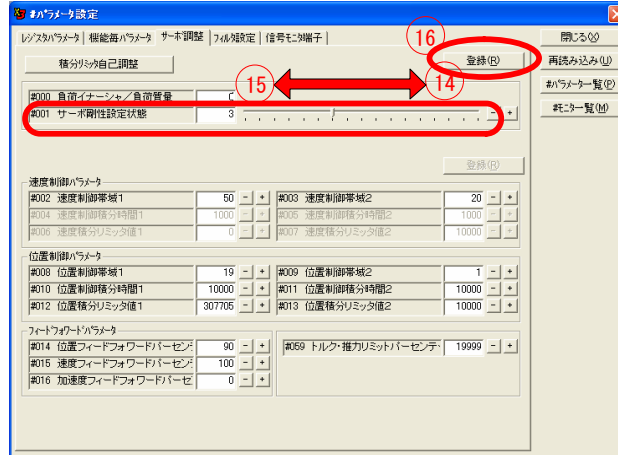 #パラメータ設定
レジスタパラメータ 機能毎パラメータ サーボ調整 フィルタ設定 信号モニタ端子
16
閉じる(X)
積分リミッタ自己調整
登録(R)
再読み込み(U)
15
14
#パラメーター覧(P)
#000 負荷イナーシャ/負荷質量
#モニター覧(M)
#001 サーボ剛性設定状態 3 - +
登録(R)
速度制御パラメータ
#002 速度制御帯域1 50 - + #003 速度制御帯域2 20 - +
#004 速度制御積分時間1 1000 - + #005 速度制御積分時間2 1000 - +
#006 速度積分リミッタ値1 0 - + #007 速度積分リミッタ値2 10000 - +
位置制御パラメータ
#008 位置制御帯域1 19 - + #009 位置制御帯域2 1 - +
#010 位置制御積分時間1 10000 - + #011 位置制御積分時間2 10000 - +
#012 位置積分リミッタ値1 307705 - + #013 位置積分リミッタ値2 10000 - +
フィードフォワードパラメータ
#014 位置フィードフォワードパーセン 90 - + #059 トルク・推力リミットパーセンテ 19999 - +
#015 速度フィードフォワードパーセン 100 - +
#016 加速度フィードフォワードパーセ 0 - +